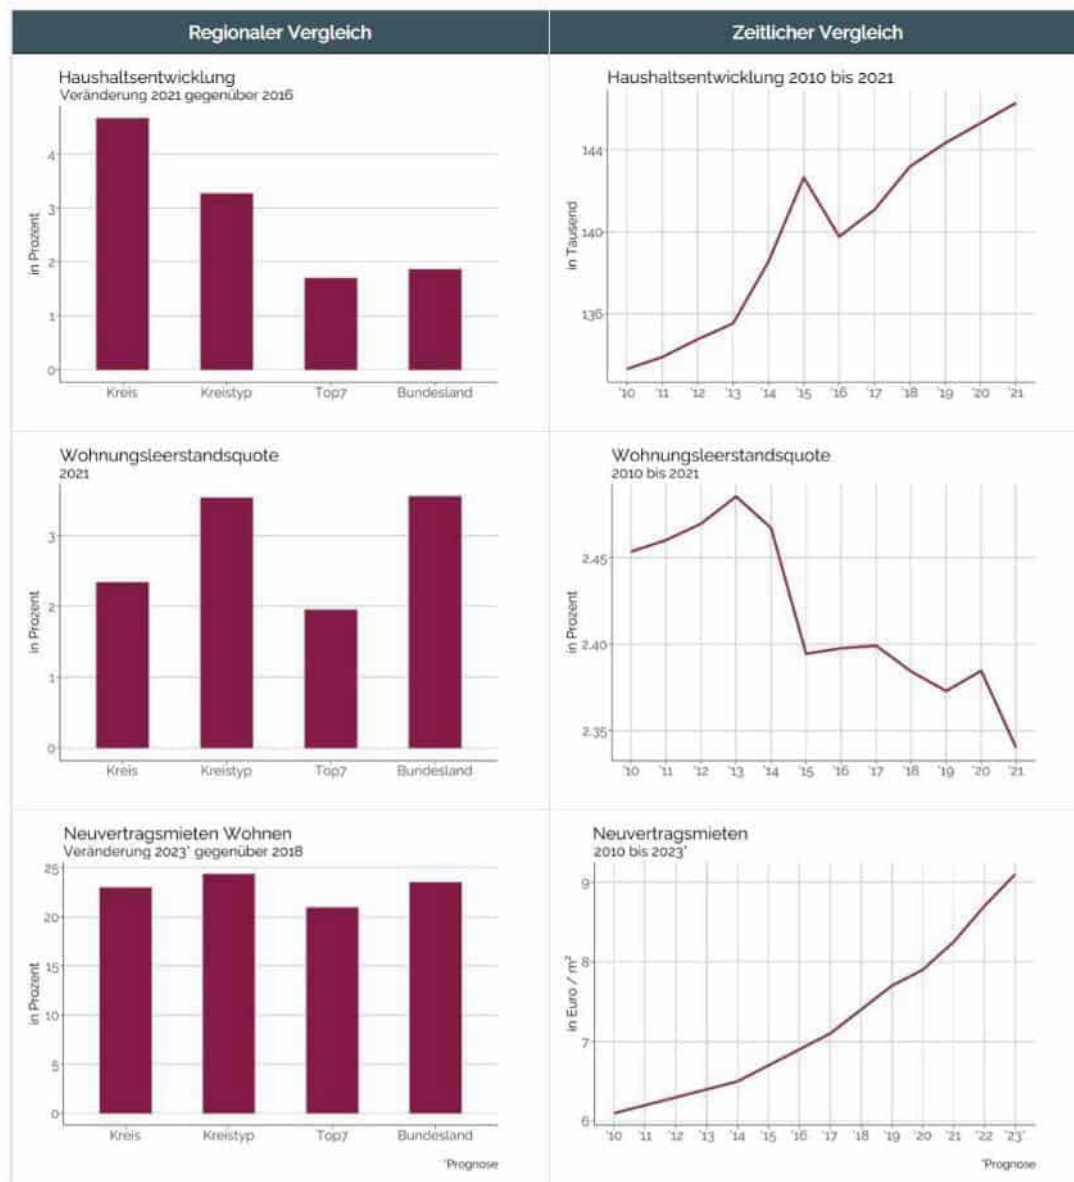 Regionaler Vergleich
Zeitlicher Vergleich
Haushaltsentwicklung
Veränderung 2021 gegenüber 2016
in Prozent
4
3
2
1
0
Kreis Kreistyp Top7 Bundesland
Haushaltsentwicklung 2010 bis 2021
in Tausend
144
140
136
'10 '11 '12 '13 '14 '15 '16 '17 '18 '19 '20 '21
Wohnungsleerstandsquote
2021
in Prozent
3
2
1
0
Kreis Kreistyp Top7 Bundesland
Wohnungsleerstandsquote
2010 bis 2021
in Prozent
2.45
2.40
2.35
'10 '11 '12 '13 '14 '15 '16 '17 '18 '19 '20 '21
Neuvertragsmieten Wohnen
Veränderung 2023* gegenüber 2018
in Prozent
25
20
15
10
5
0
Kreis Kreistyp Top7 Bundesland
*Prognose
Neuvertragsmieten
2010 bis 2023*
in Euro / m²
9
8
7
6
'10 '11 '12 '13 '14 '15 '16 '17 '18 '19 '20 '21 '22 '23*
*Prognose